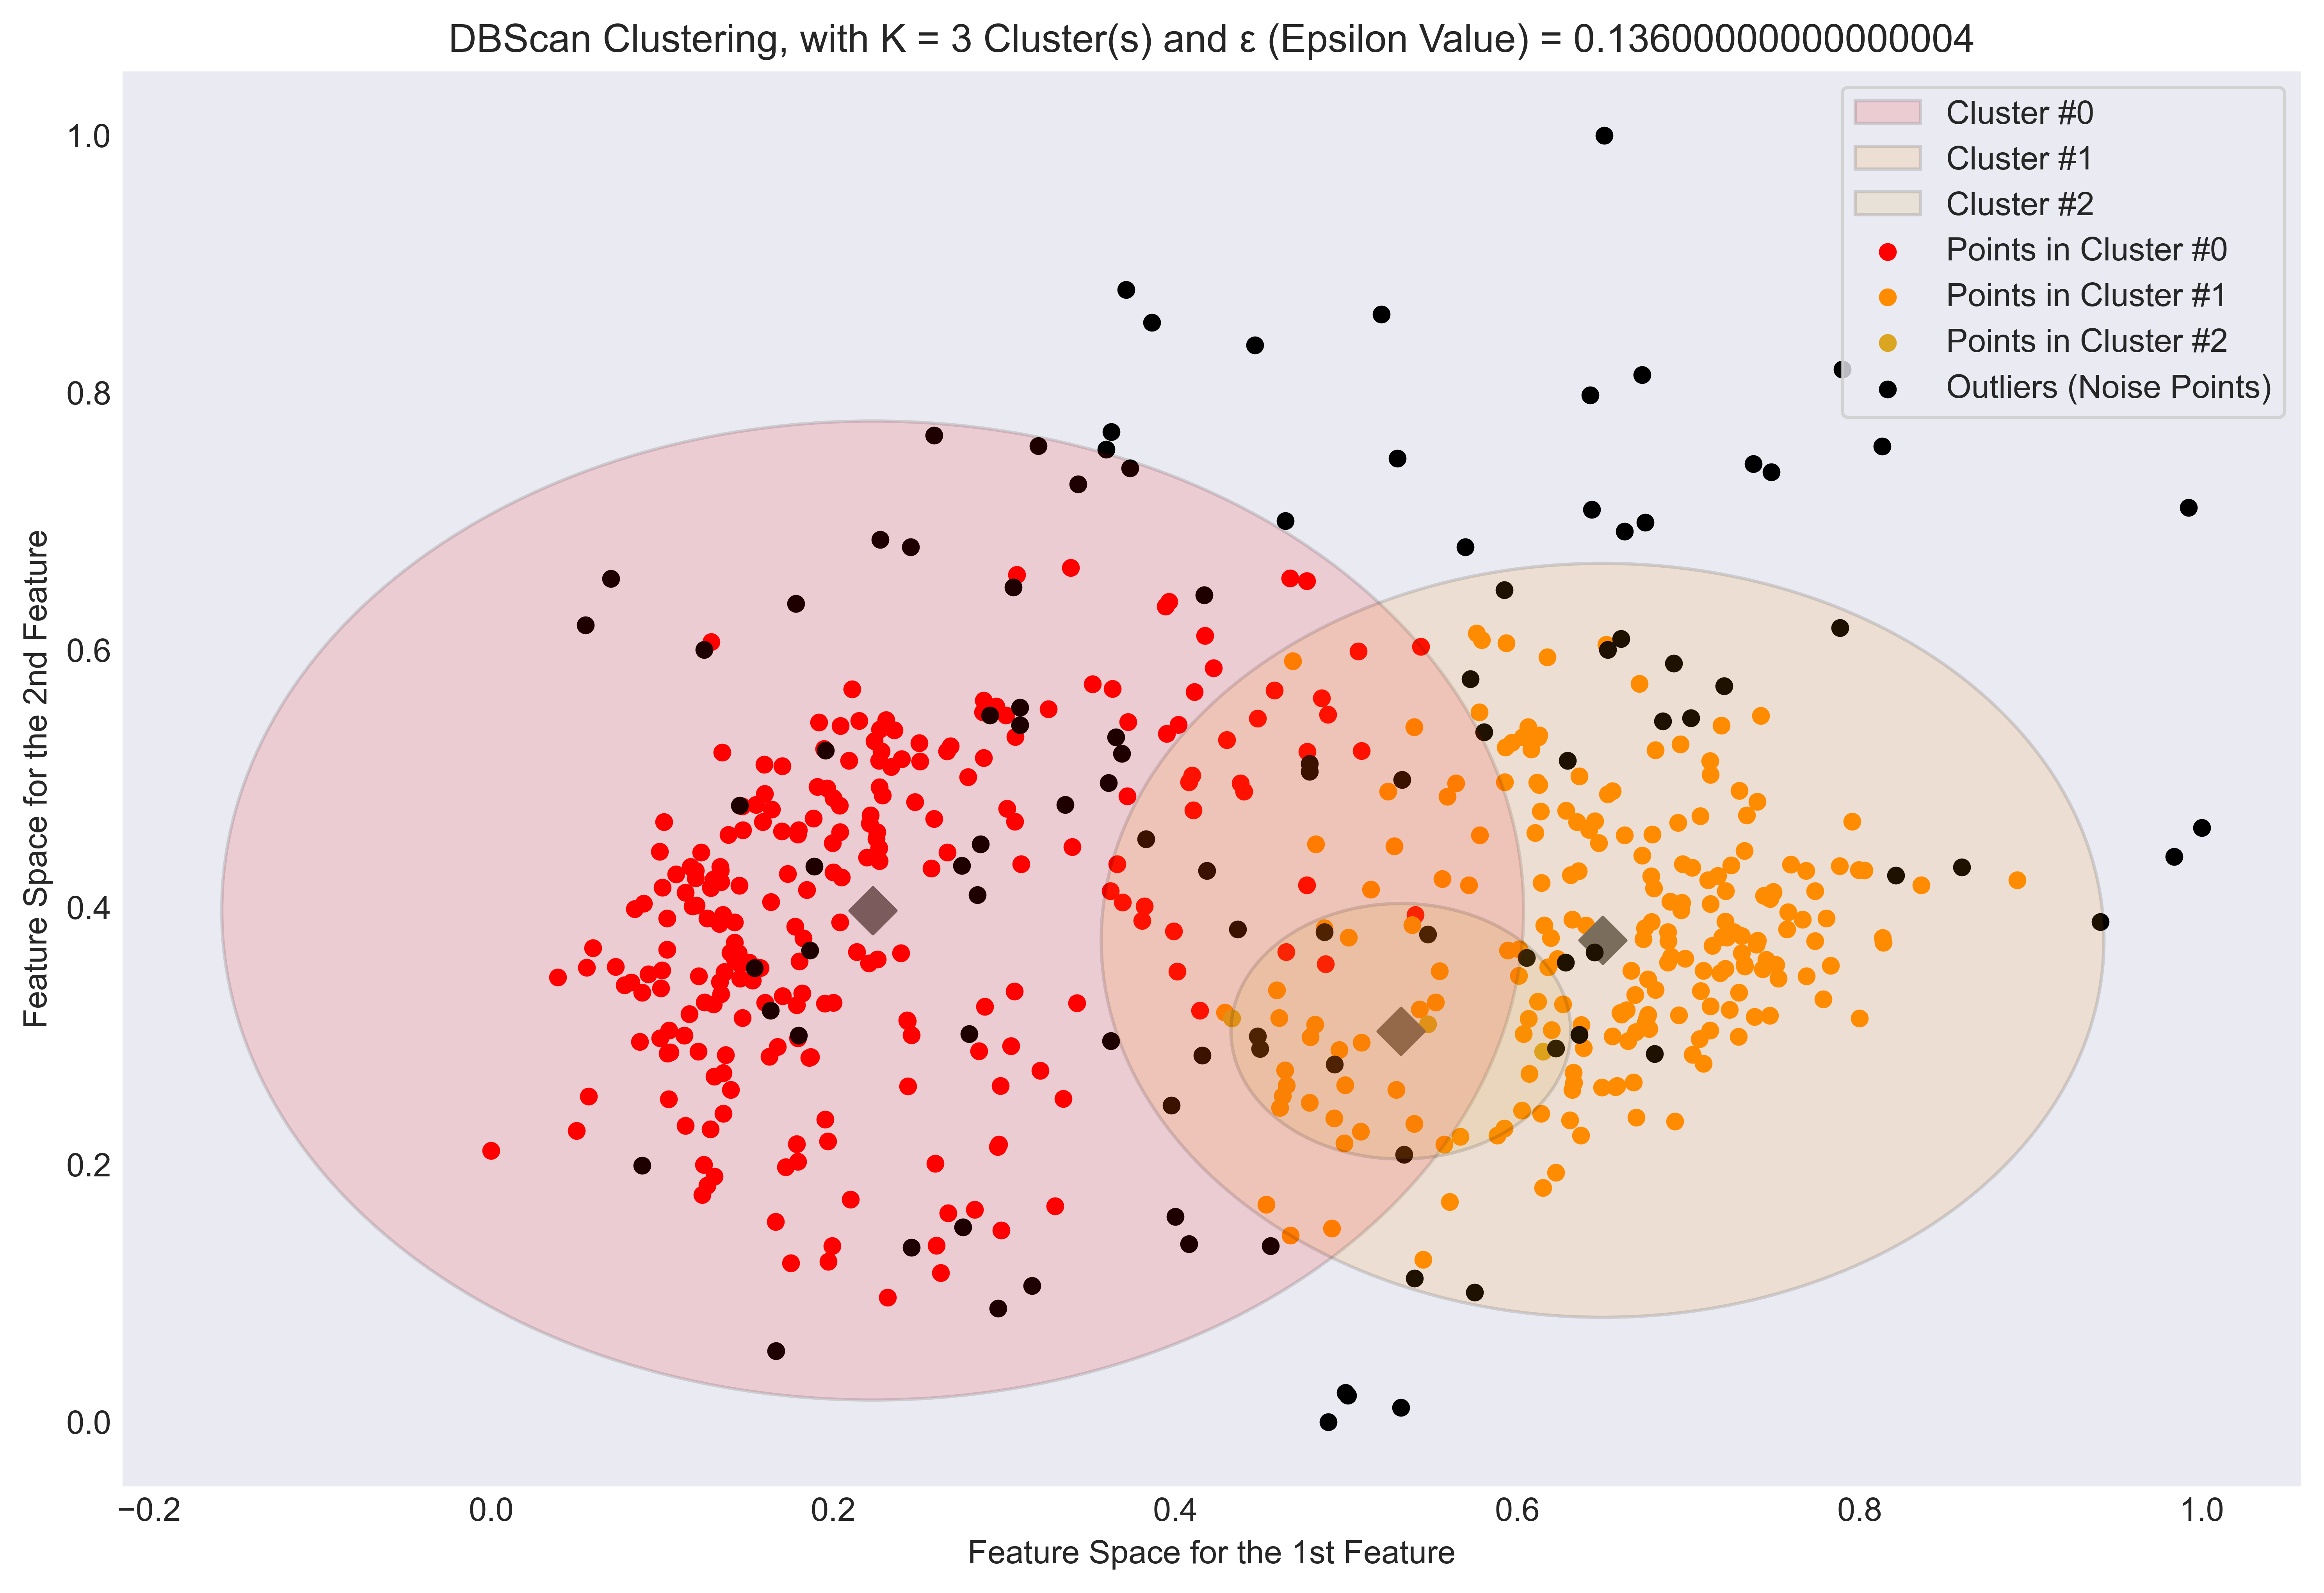 DBScan Clustering, with K = 3 Cluster(s) and ε (Epsilon Value) = 0.13600000000000004
Cluster #0
Cluster #1
Cluster #2
Points in Cluster #0
Points in Cluster #1
Points in Cluster #2
Outliers (Noise Points)
Feature Space for the 2nd Feature
1.0
0.8
0.6
0.4
0.2
0.0
−0.2 0.0 0.2 0.4 0.6 0.8 1.0
Feature Space for the 1st Feature